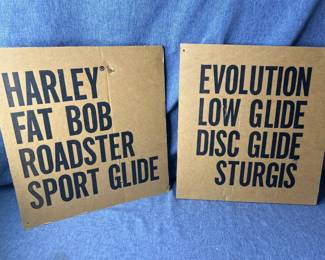 HARLEY®
FAT BOB
ROADSTER
SPORT GLIDE
EVOLUTION
LOW GLIDE
DISC GLIDE
STURGIS